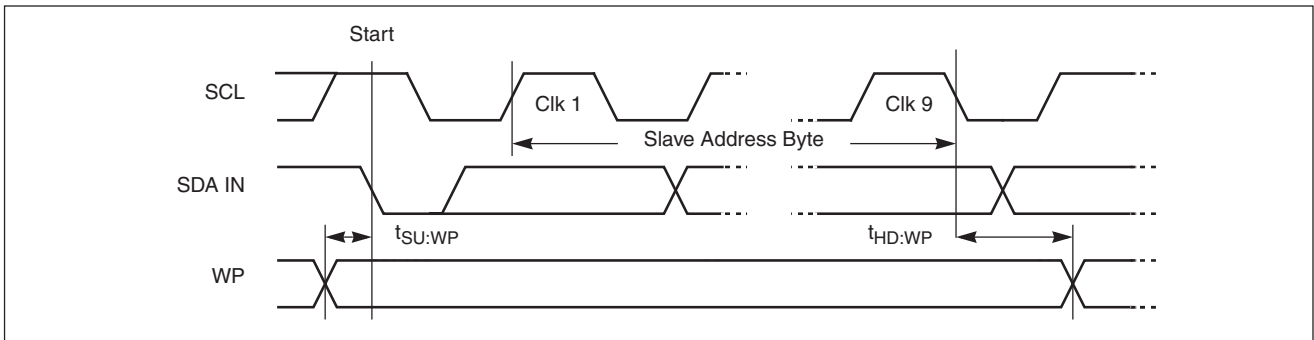 Start
SCL
Clk 1
Clk 9
Slave Address Byte
SDA IN
tSU:WP
tHD:WP
WP